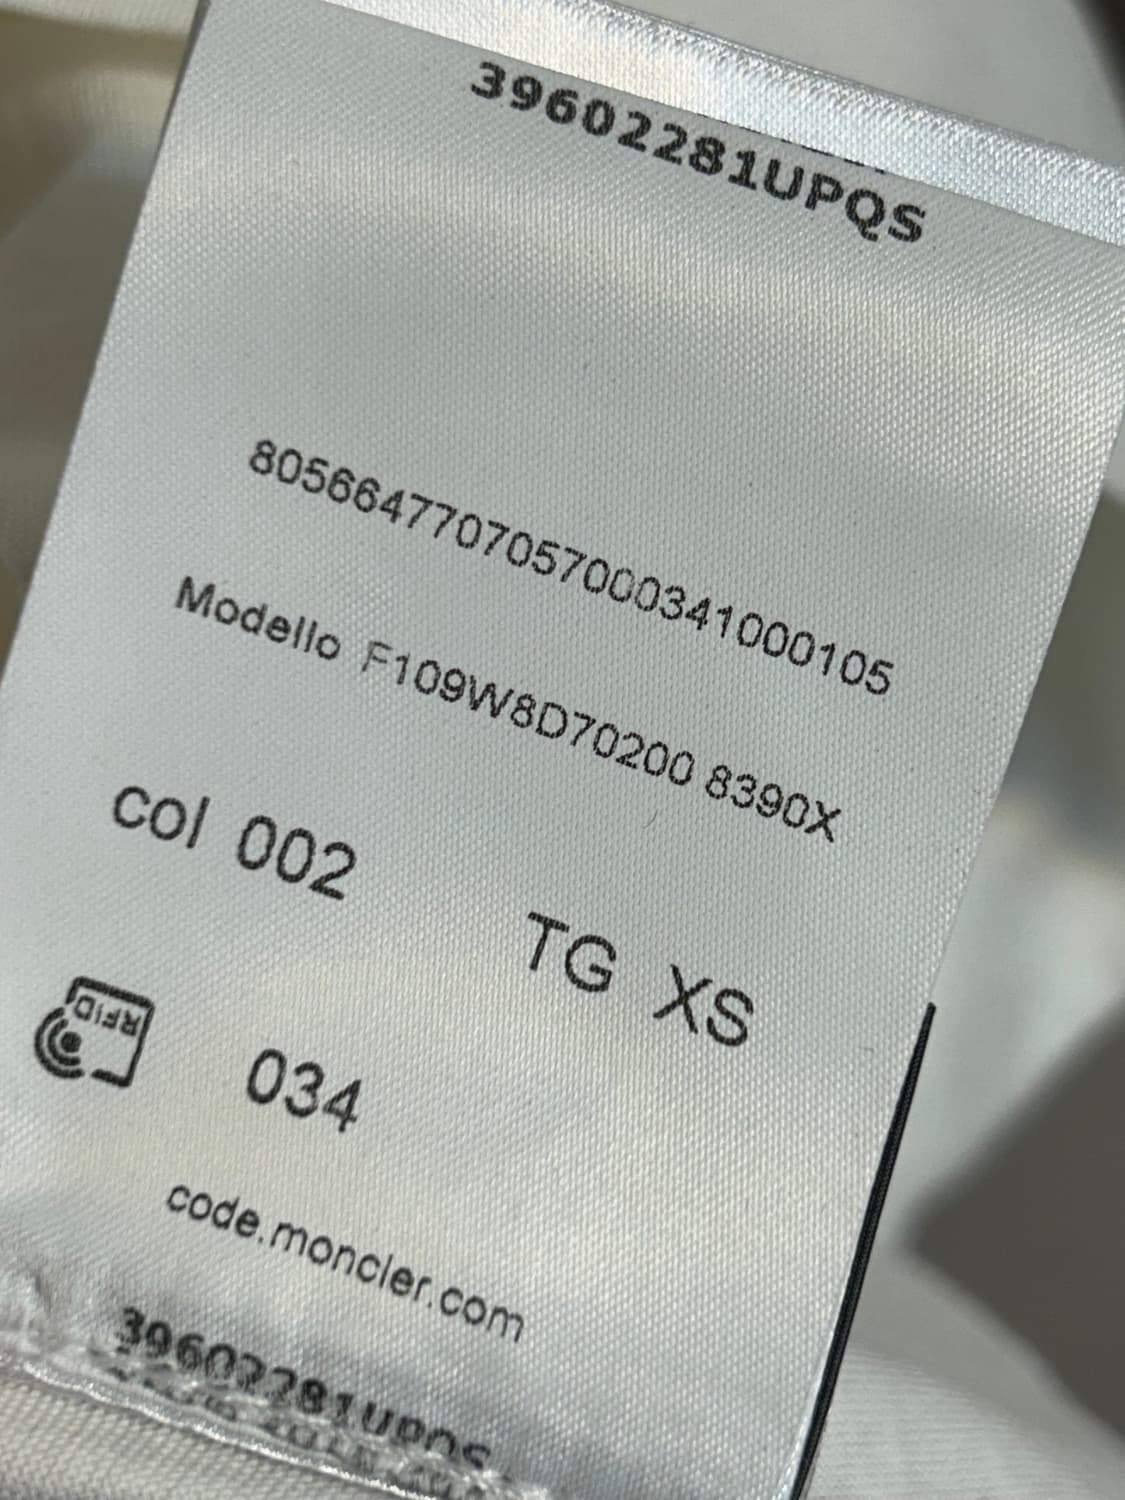 39602281UPQS
8056647707057000341000105
Modello F109W8D70200 8390X
col 002 TG XS
RFID 034
code.moncler.com
39602281UPQS